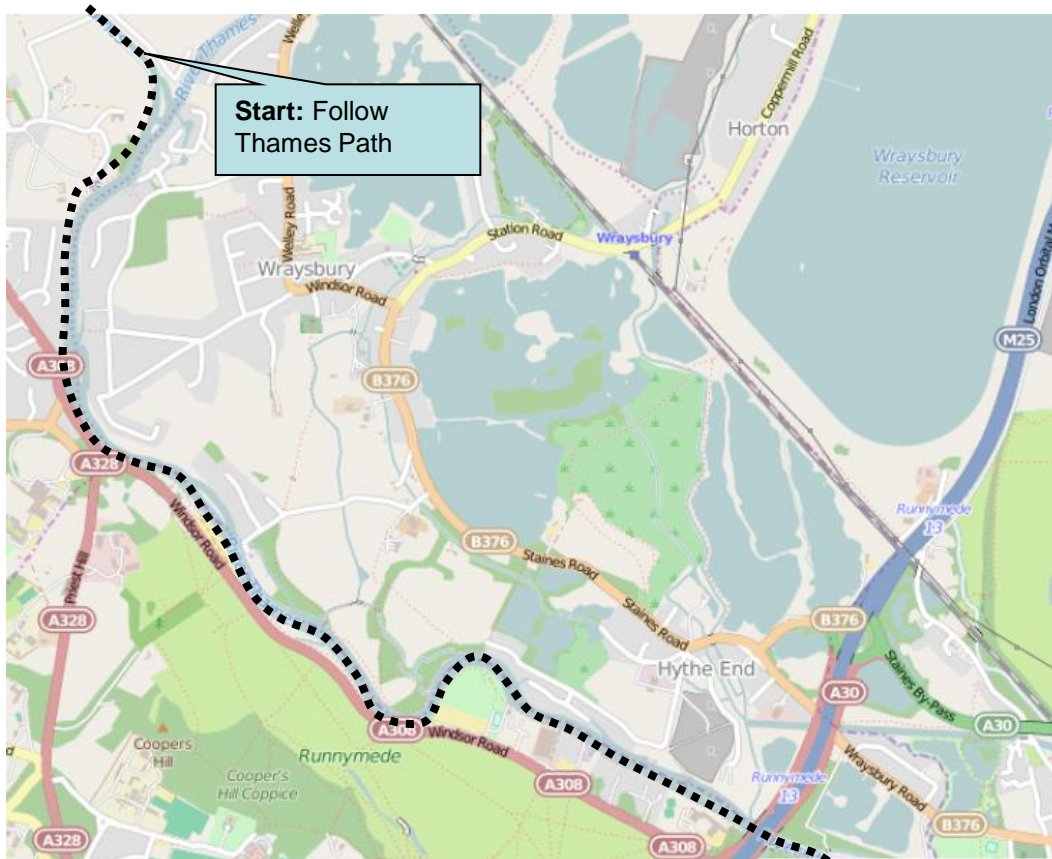 River Thames
Welley
Start: Follow
Thames Path
Coppermill Road
Horton
Wraysbury
Reservoir
Welley Road
Station Road
Wraysbury
Wraysbury
Windsor Road
London Orbital M
M25
A308
B376
A328
Windsor Road
Priest Hill
B376
Staines Road
Runnymede
13
A328
Staines Road
B376
Hythe End
Staines By-Pass
A30
A30
A308
Windsor Road
Coopers
Hill
Runnymede
Cooper's
Hill Coppice
A308
Runnymede
13
Wraysbury Road
B376
A328
A308